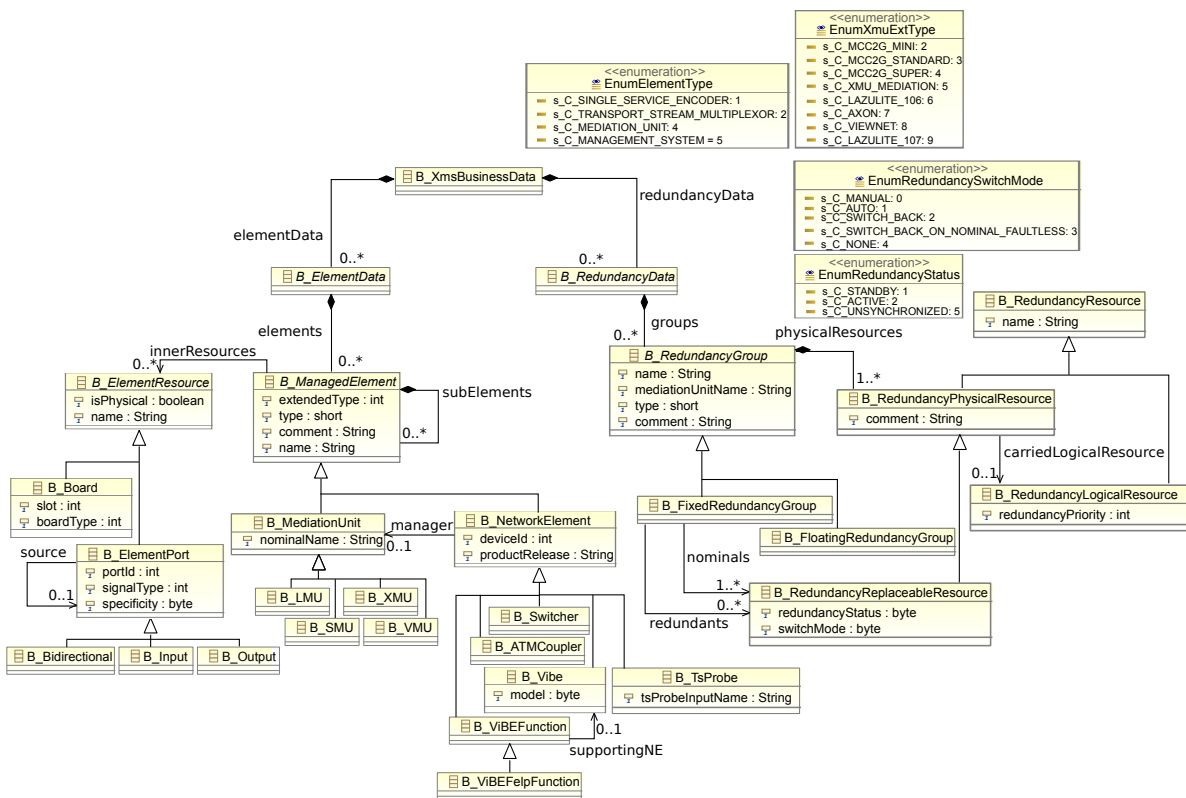 <<enumeration>>
EnumXmuExtType
s_C_MCC2G_MINI: 2
s_C_MCC2G_STANDARD: 3
s_C_MCC2G_SUPER: 4
s_C_XMU_MEDIATION: 5
s_C_LAZULITE_106: 6
s_C_AXON: 7
s_C_VIEWNET: 8
s_C_LAZULITE_107: 9
<<enumeration>>
EnumElementType
s_C_SINGLE_SERVICE_ENCODER: 1
s_C_TRANSPORT_STREAM_MULTIPLEXOR: 2
s_C_MEDIATION_UNIT: 4
s_C_MANAGEMENT_SYSTEM = 5
<<enumeration>>
EnumRedundancySwitchMode
s_C_MANUAL: 0
s_C_AUTO: 1
s_C_SWITCH_BACK: 2
s_C_SWITCH_BACK_ON_NOMINAL_FAULTLESS: 3
s_C_NONE: 4
<<enumeration>>
EnumRedundancyStatus
s_C_STANDBY: 1
s_C_ACTIVE: 2
s_C_UNSYNCHRONIZED: 5
B_XmsBusinessData
elementData
0..*
redundancyData
0..*
B_ElementData
B_RedundancyData
elements
0..*
groups
0..*
B_RedundancyResource
name : String
innerResources
0..*
B_ElementResource
isPhysical : boolean
name : String
B_ManagedElement
extendedType : int
type : short
comment : String
name : String
subElements
0..*
B_RedundancyGroup
name : String
mediationUnitName : String
type : short
comment : String
physicalResources
1..*
B_RedundancyPhysicalResource
comment : String
carriedLogicalResource
0..1
B_RedundancyLogicalResource
redundancyPriority : int
B_Board
slot : int
boardType : int
B_MediationUnit
nominalName : String
manager
0..1
B_NetworkElement
deviceId : int
productRelease : String
B_FixedRedundancyGroup
B_FloatingRedundancyGroup
nominals
1..*
redundants
0..*
B_RedundancyReplaceableResource
redundancyStatus : byte
switchMode : byte
source
0..1
B_ElementPort
portId : int
signalType : int
specificity : byte
B_Bidirectional
B_Input
B_Output
B_LMU
B_XMU
B_SMU
B_VMU
B_Switcher
B_ATMCoupler
B_Vibe
model : byte
B_TsProbe
tsProbeInputName : String
B_ViBEFunction
0..1
supportingNE
B_ViBEFelpFunction